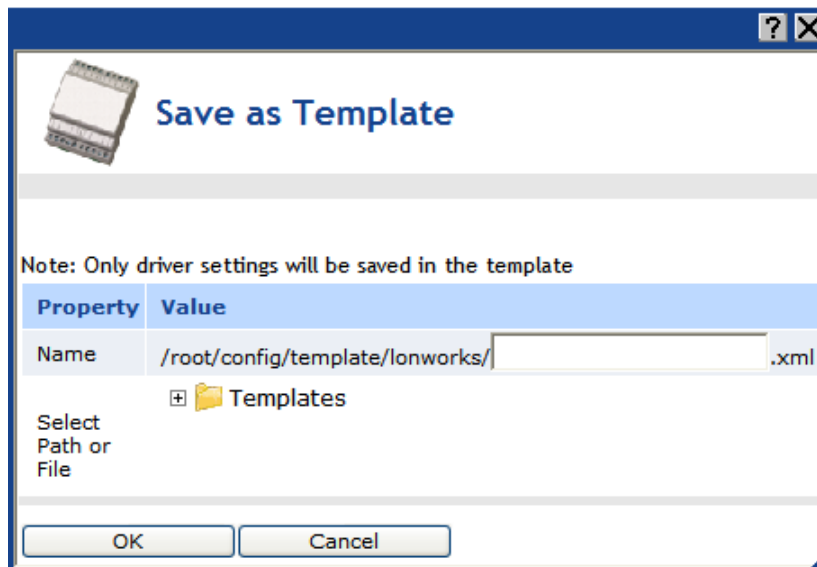 ?
Save as Template
Note: Only driver settings will be saved in the template
Property Value
Name /root/config/template/lonworks/ .xml
Templates
Select
Path or
File
OK Cancel